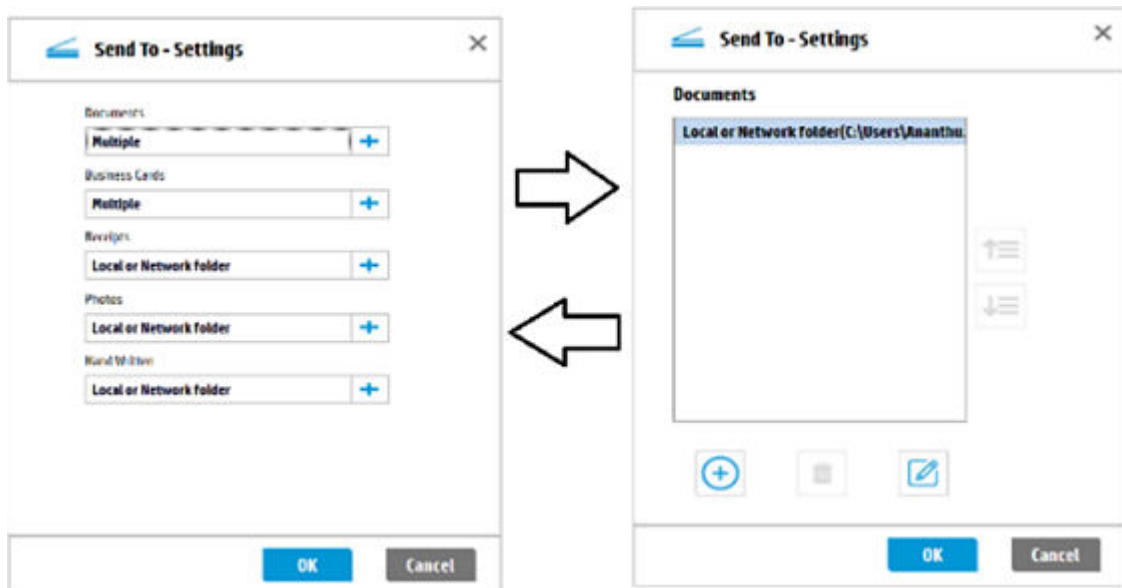 Send To - Settings
Documents
Multiple
Business Cards
Multiple
Receipts
Local or Network folder
Photos
Local or Network folder
Hand Written
Local or Network folder
OK Cancel
Send To - Settings
Documents
Local or Network folder(C:\Users\Ananthu.
OK Cancel